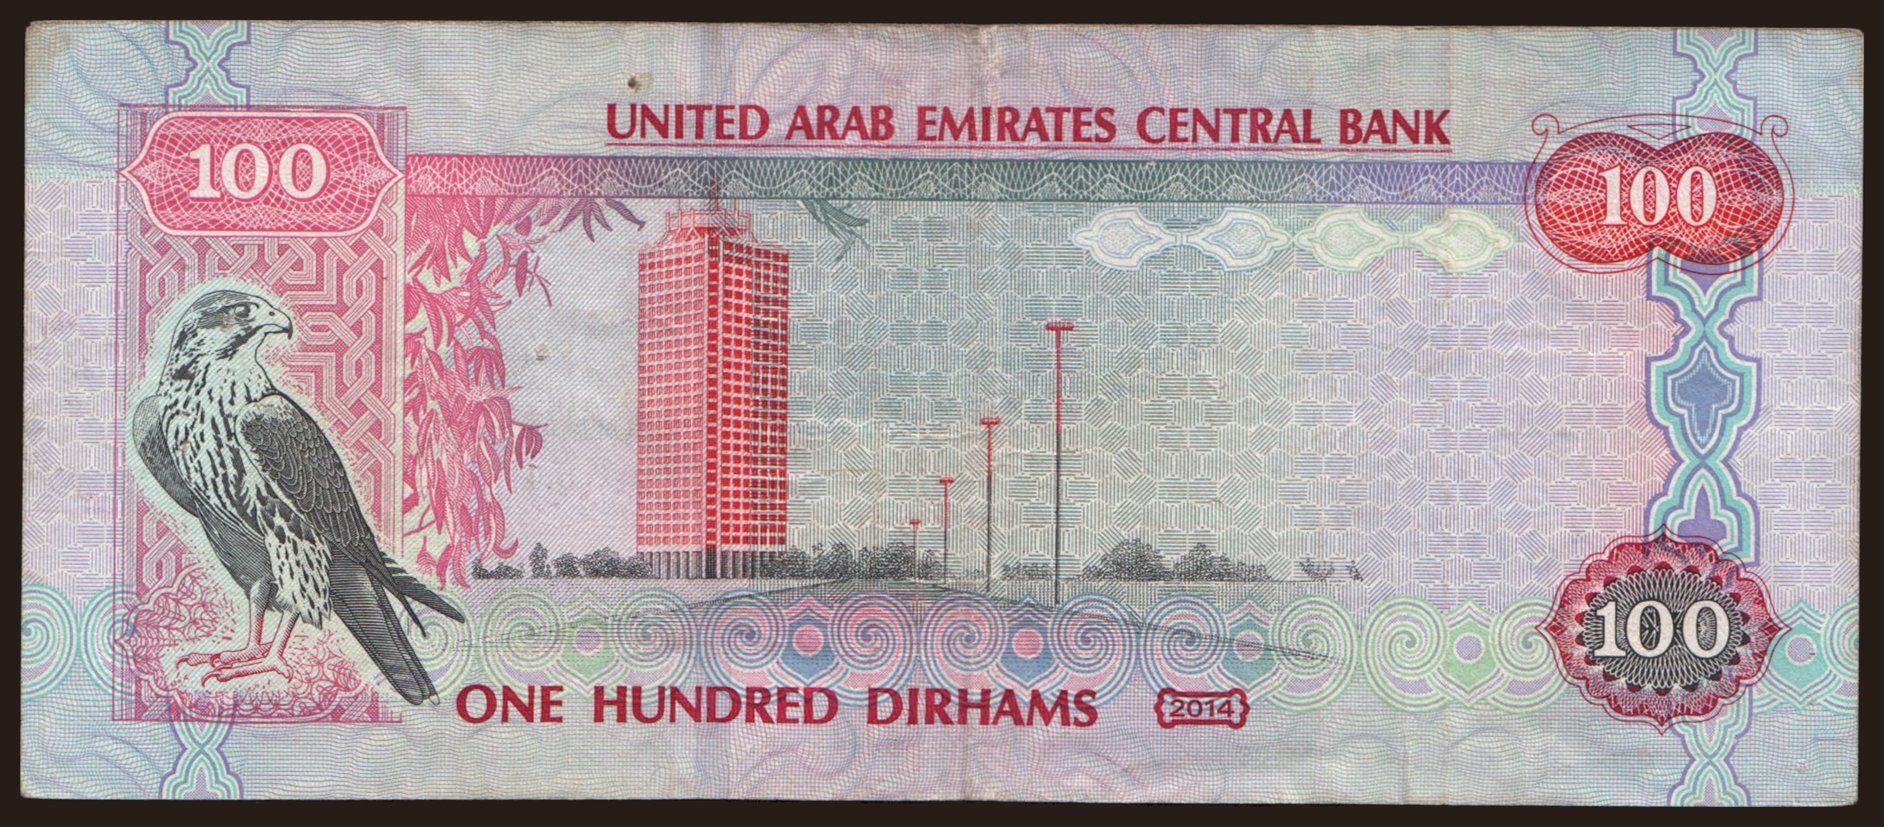 UNITED ARAB EMIRATES CENTRAL BANK
100
100
100
ONE HUNDRED DIRHAMS 2014